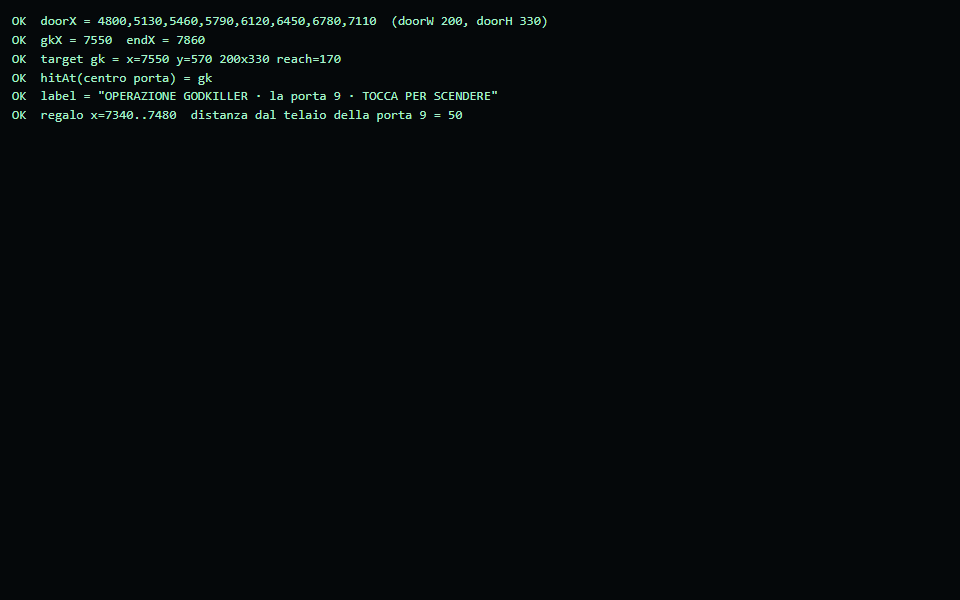 OK  doorX = 4800,5130,5460,5790,6120,6450,6780,7110  (doorW 200, doorH 330)
OK  gkX = 7550  endX = 7860
OK  target gk = x=7550 y=570 200x330 reach=170
OK  hitAt(centro porta) = gk
OK  label = "OPERAZIONE GODKILLER · la porta 9 · TOCCA PER SCENDERE"
OK  regalo x=7340..7480  distanza dal telaio della porta 9 = 50